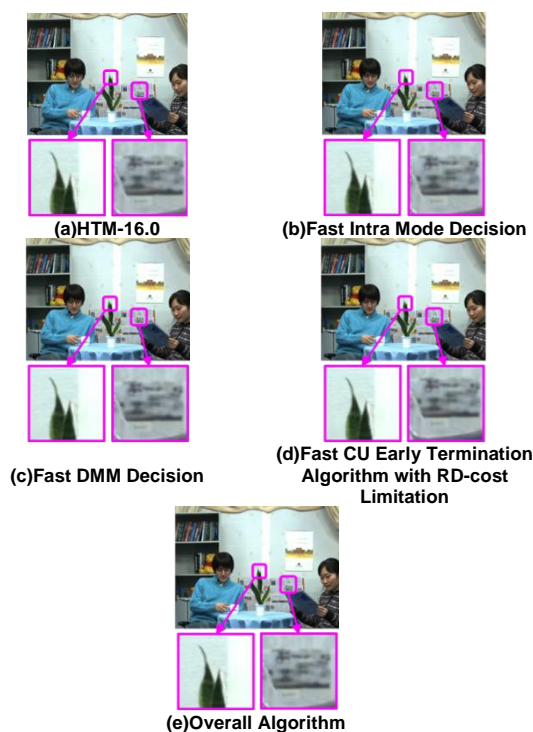 (a)HTM-16.0
(b)Fast Intra Mode Decision
(c)Fast DMM Decision
(d)Fast CU Early Termination
Algorithm with RD-cost
Limitation
(e)Overall Algorithm